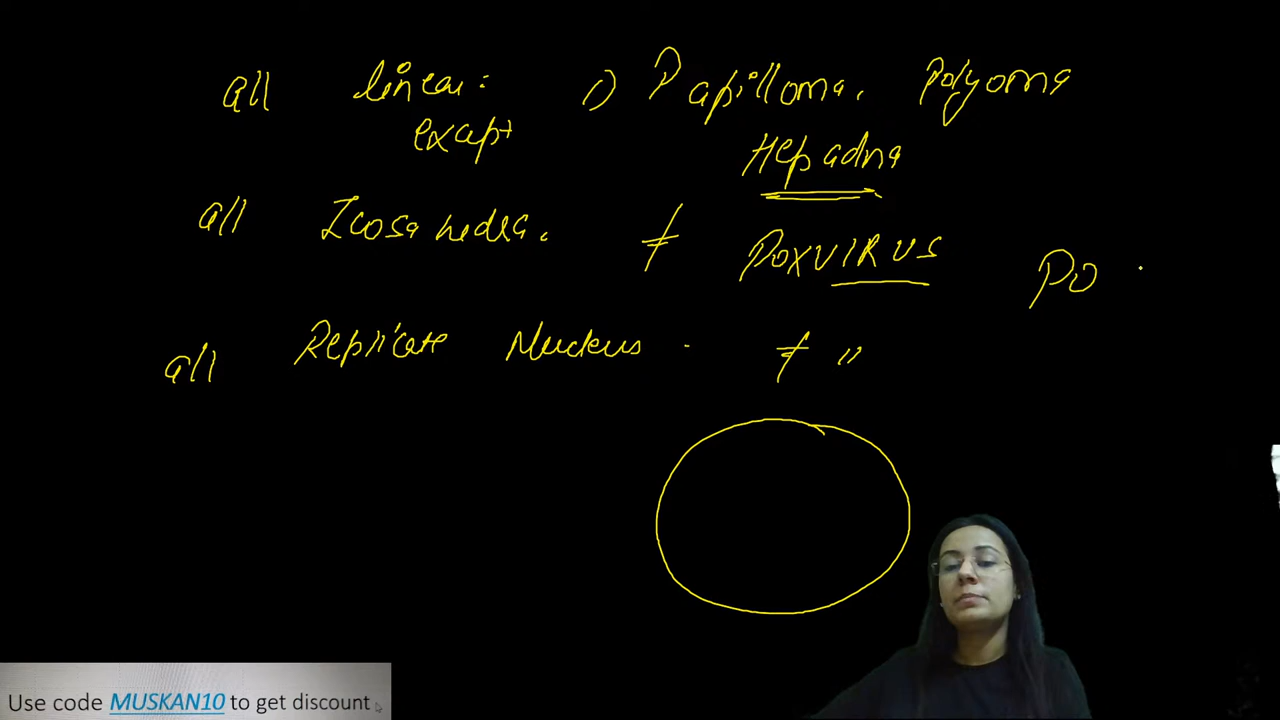 all linear: 1) Papilloma, Polyoma
except Hepadna
all Icosahedra. ≠ POXVIRUS PO
all Replicate Nucleus. ≠ "
Use code MUSKAN10 to get discount